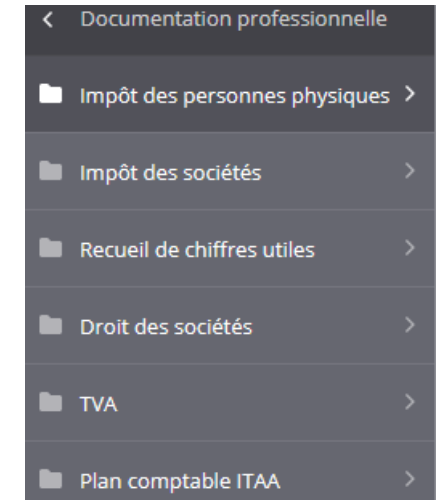 Documentation professionnelle
Impôt des personnes physiques
Impôt des sociétés
Recueil de chiffres utiles
Droit des sociétés
TVA
Plan comptable ITAA